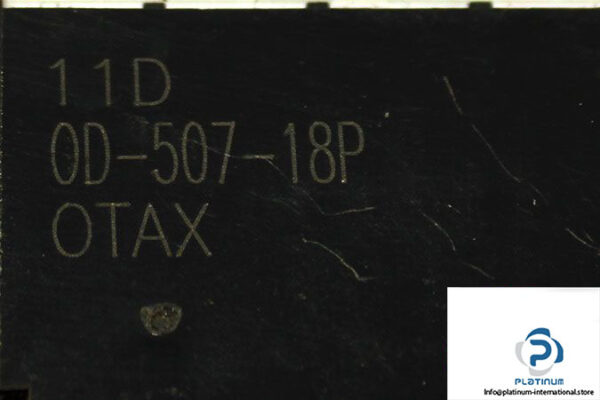 11D
0D-507-18P
OTAX
P
PLATINUM
Info@platinum-international.store